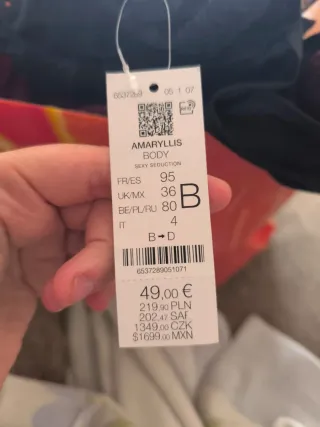 6537289 05 1 07
AMARYLLIS
BODY
SEXY SEDUCTION
FR/ES 95
UK/MX. 36 B
BE/PL/RU 80
IT 4
B➔D
6537289051071
49,00 €
219,90 PLN
202,47 SAF
1349,00 CZK
$1699,00 MXN